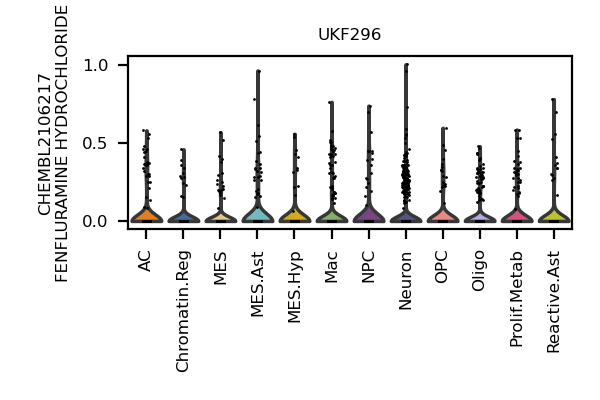 UKF296
CHEMBL2106217
FENFLURAMINE HYDROCHLORIDE
1.0
0.5
0.0
AC
Chromatin.Reg
MES
MES.Ast
MES.Hyp
Mac
NPC
Neuron
OPC
Oligo
Prolif.Metab
Reactive.Ast